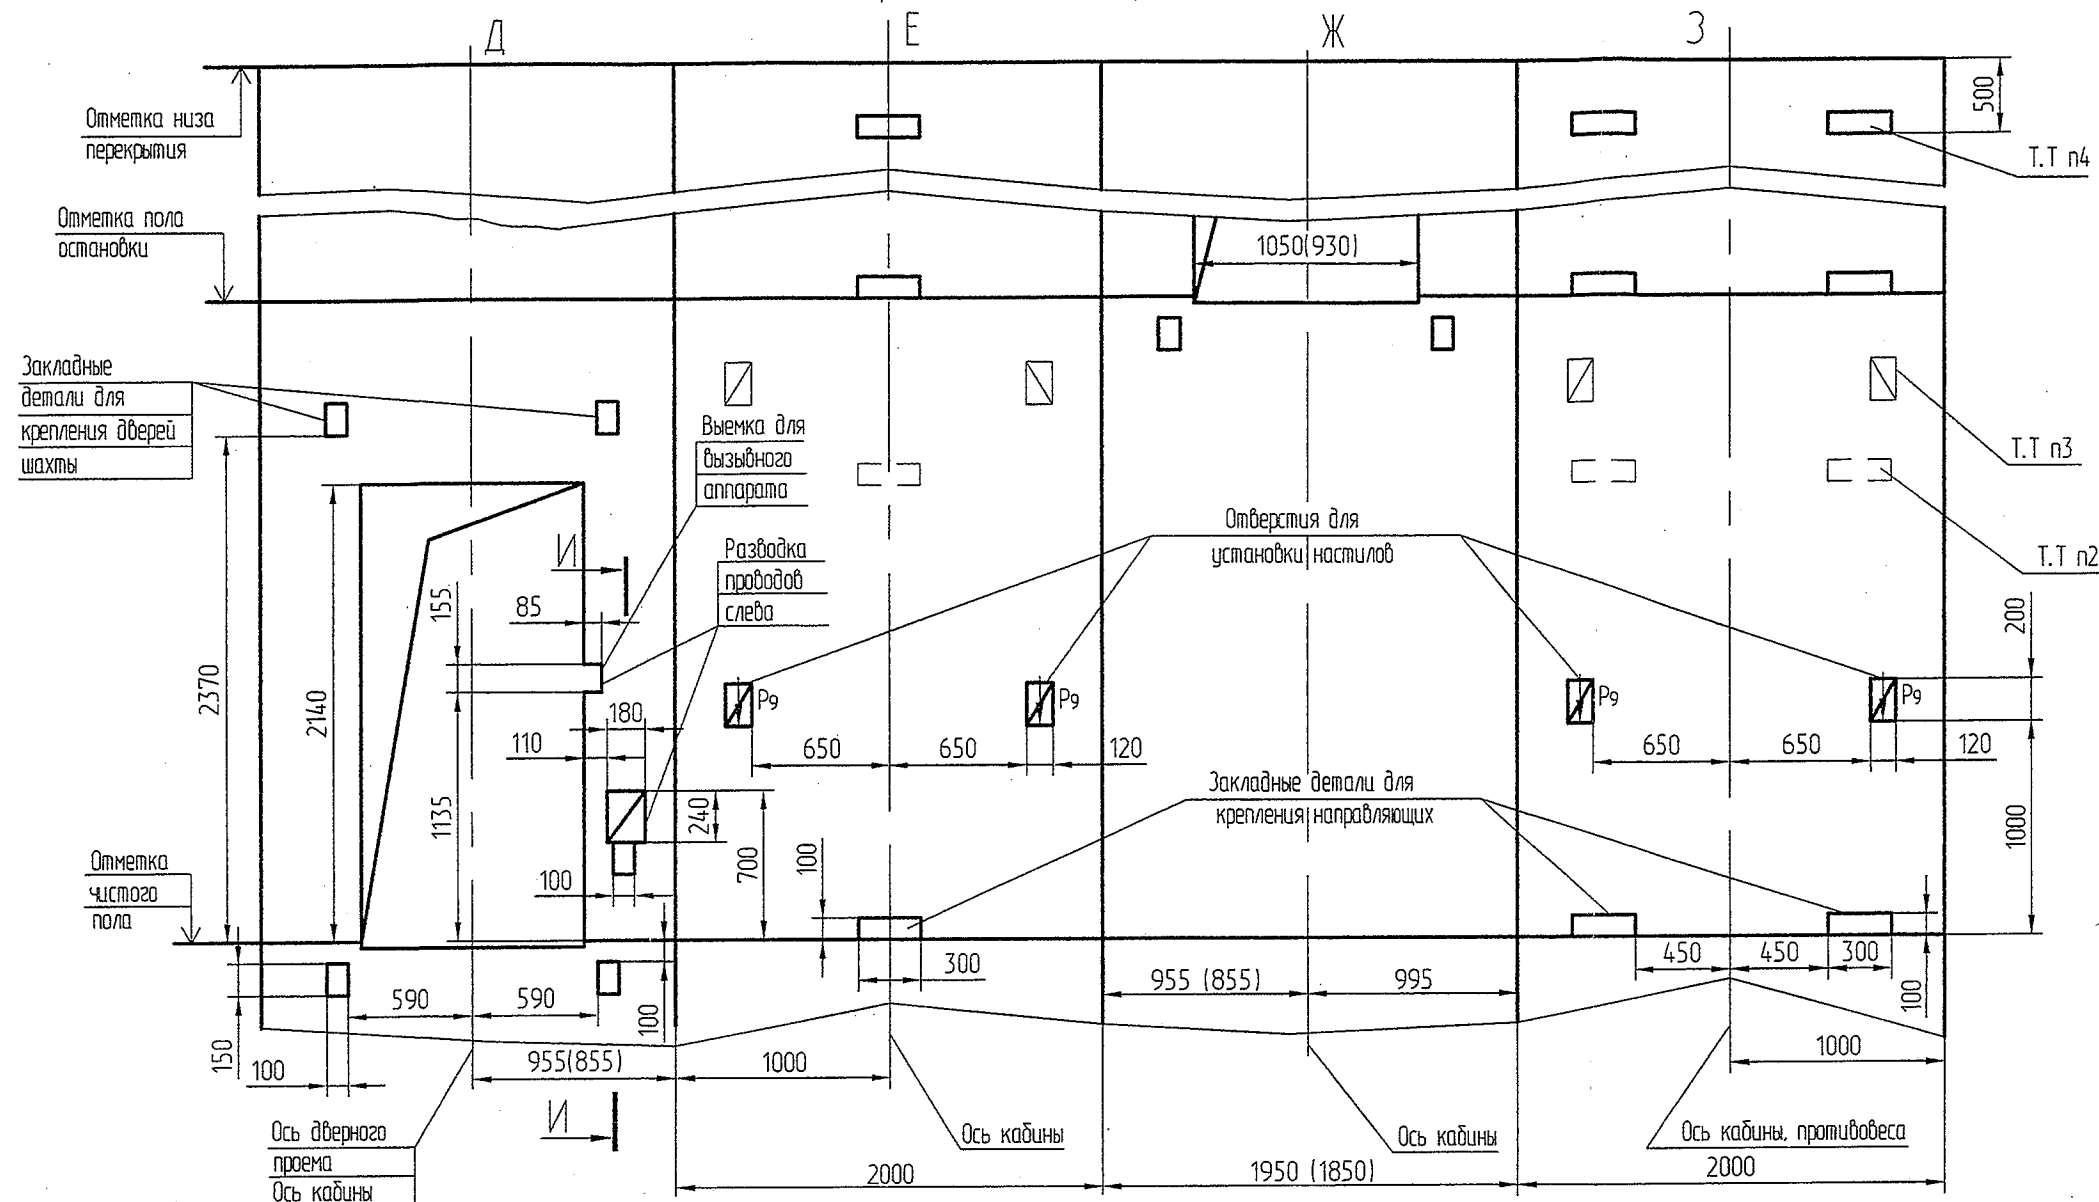 Д
Е
Ж
З
Отметка низа
перекрытия
500
Т.Т п4
Отметка пола
остановки
1050(930)
Закладные
детали для
крепления дверей
шахты
Выемка для
вызывного
аппарата
Т.Т п3
Отверстия для
установки настилов
Т.Т п2
И
Разводка
проводов
слева
155
85
200
2370
2140
180
110
Р9
Р9
Р9
Р9
650
650
120
650
650
120
1135
240
700
100
100
Закладные детали для
крепления направляющих
1000
Отметка
чистого
пола
300
450
450
300
100
590
590
100
955 (855)
995
150
100
955(855)
1000
1000
И
Ось дверного
проема
Ось кабины
Ось кабины
Ось кабины
Ось кабины, противовеса
2000
1950 (1850)
2000